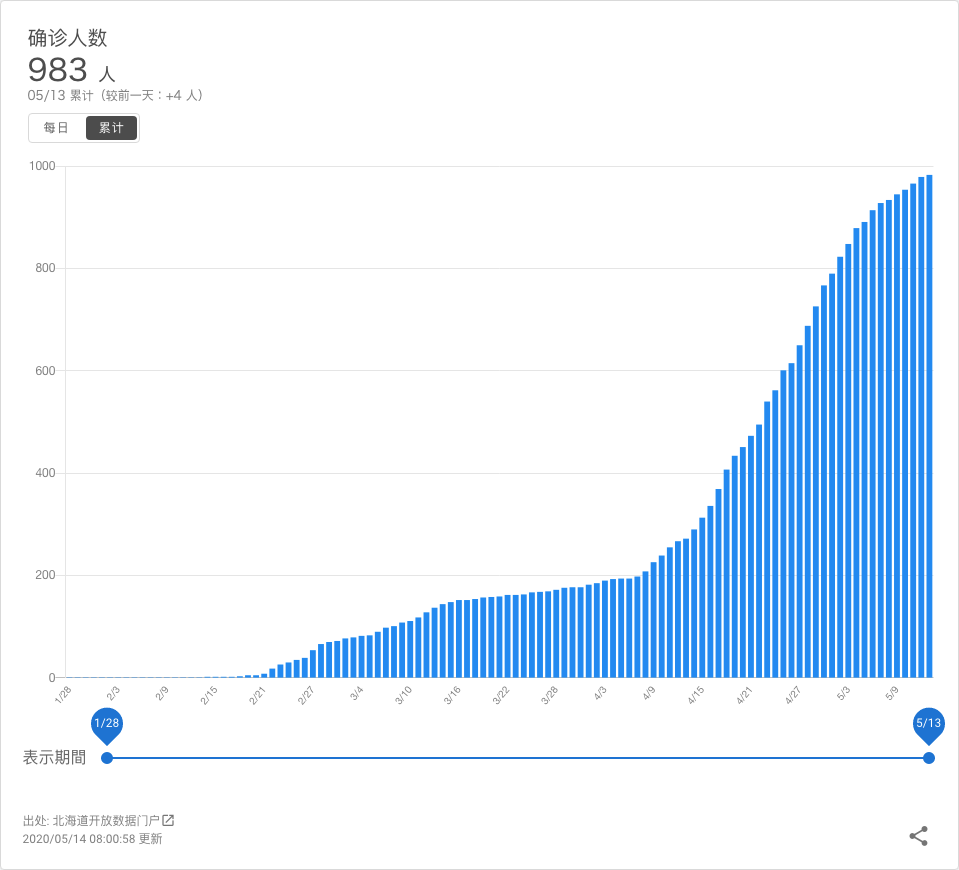 确诊人数
983 人
05/13 累计（较前一天：+4 人）
每日 累计
1000
800
600
400
200
0
1/28 2/3 2/9 2/15 2/21 2/27 3/4 3/10 3/16 3/22 3/28 4/3 4/9 4/15 4/21 4/27 5/3 5/9
1/28 5/13
表示期間
出处: 北海道开放数据门户
2020/05/14 08:00:58 更新